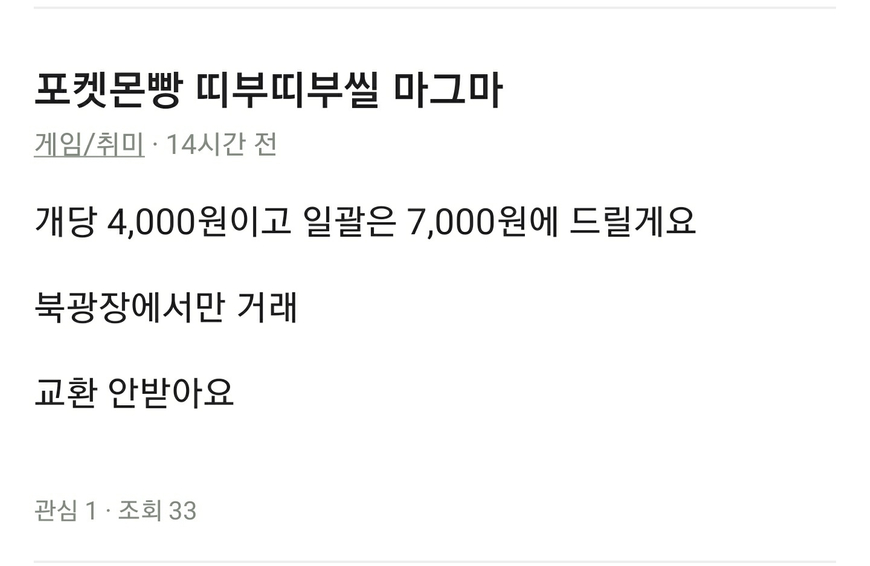 포켓몬빵 띠부띠부씰 마그마
게임/취미 · 14시간 전
개당 4,000원이고 일괄은 7,000원에 드릴게요
북광장에서만 거래
교환 안받아요
관심 1 · 조회 33